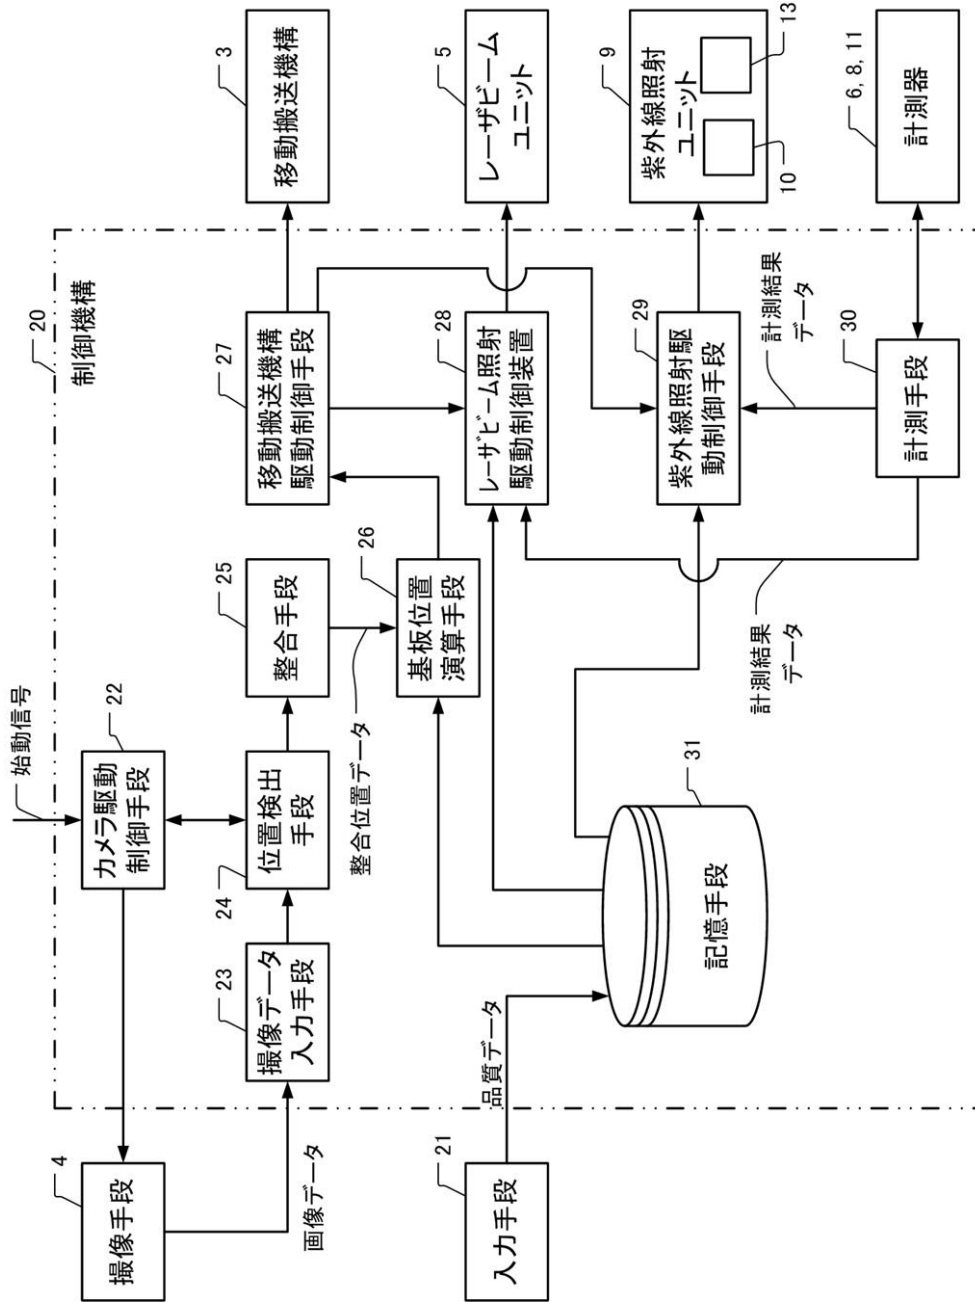 始動信号
20
制御機構
4
撮像手段
22
カメラ駆動
制御手段
23
撮像データ
入力手段
24
位置検出
手段
25
整合手段
27
移動搬送機構
駆動制御手段
3
移動搬送機構
画像データ
整合位置データ
26
基板位置
演算手段
21
入力手段
品質データ
28
レーザビーム照射
駆動制御装置
5
レーザビーム
ユニット
29
紫外線照射駆
動制御手段
9
紫外線照射
ユニット
10
13
31
記憶手段
計測結果
データ
計測結果
データ
30
計測手段
6, 8, 11
計測器